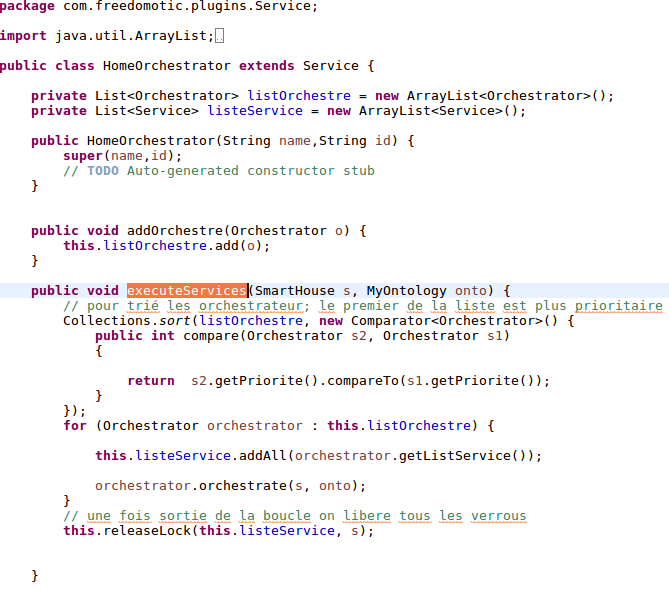 package com.freedomotic.plugins.Service;
import java.util.ArrayList;
public class HomeOrchestrator extends Service {
private List<Orchestrator> listOrchestre = new ArrayList<Orchestrator>();
private List<Service> listeService = new ArrayList<Service>();
public HomeOrchestrator(String name,String id) {
super(name,id);
// TODO Auto-generated constructor stub
}
public void addOrchestre(Orchestrator o) {
this.listOrchestre.add(o);
}
public void executeServices(SmartHouse s, MyOntology onto) {
// pour trié les orchestrateur; le premier de la liste est plus prioritaire
Collections.sort(listOrchestre, new Comparator<Orchestrator>() {
public int compare(Orchestrator s2, Orchestrator s1)
{
return  s2.getPriorite().compareTo(s1.getPriorite());
}
});
for (Orchestrator orchestrator : this.listOrchestre) {
this.listeService.addAll(orchestrator.getListService());
orchestrator.orchestrate(s, onto);
}
// une fois sortie de la boucle on libere tous les verrous
this.releaseLock(this.listeService, s);
}